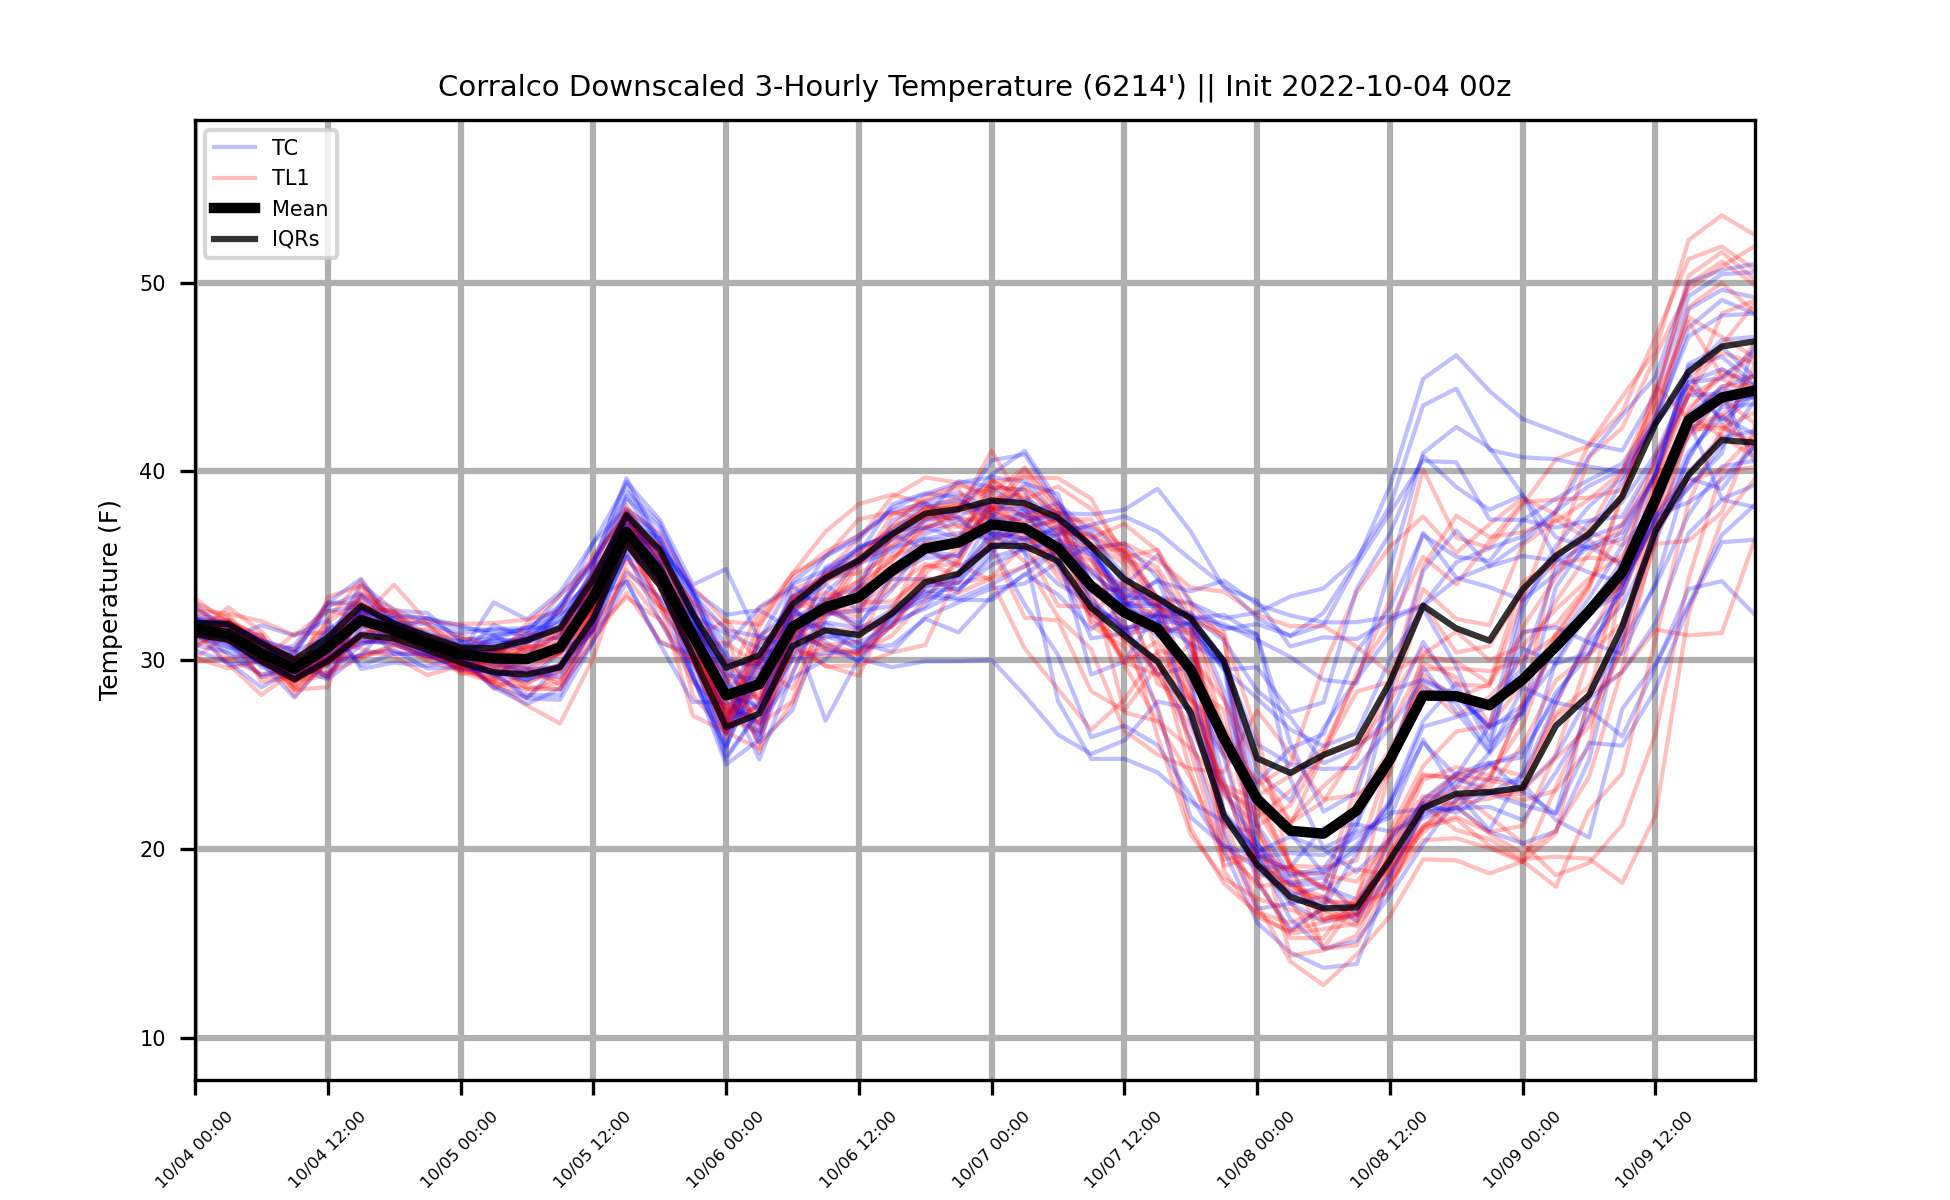 Corralco Downscaled 3-Hourly Temperature (6214') || Init 2022-10-04 00z
TC
TL1
Mean
IQRs
Temperature (F)
50
40
30
20
10
10/04 00:00
10/04 12:00
10/05 00:00
10/05 12:00
10/06 00:00
10/06 12:00
10/07 00:00
10/07 12:00
10/08 00:00
10/08 12:00
10/09 00:00
10/09 12:00